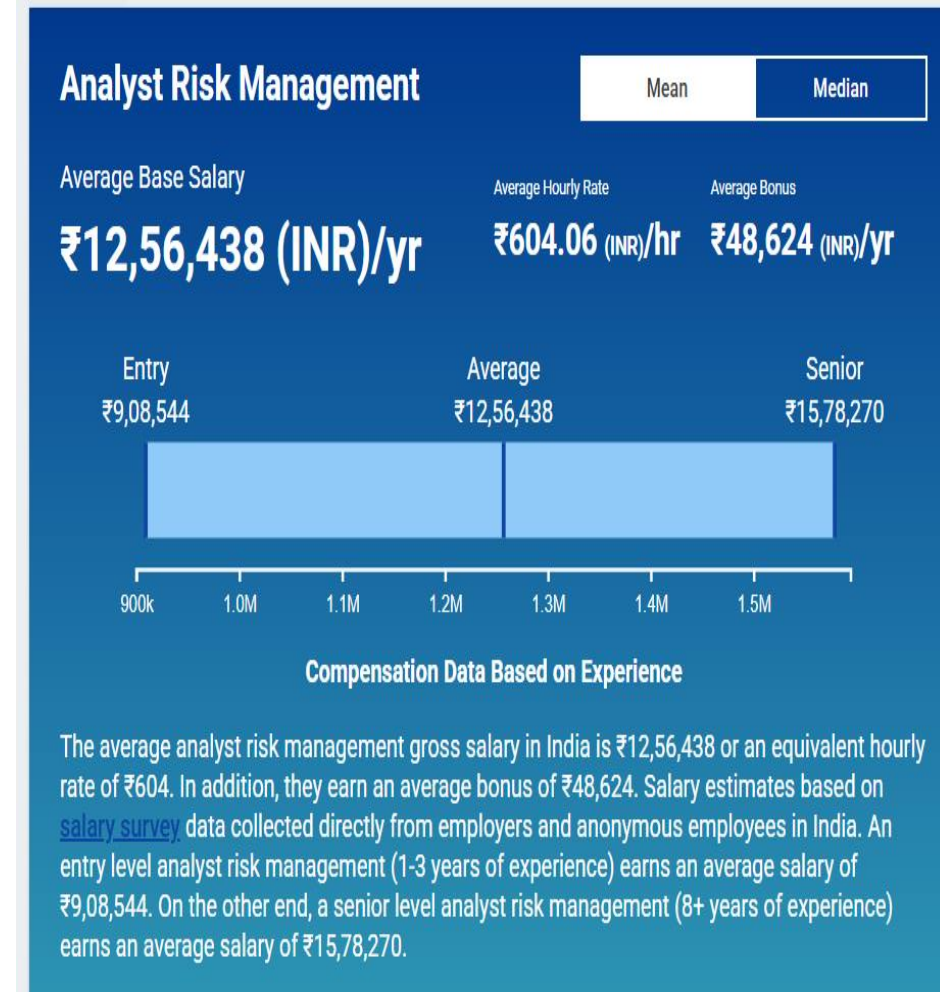 Analyst Risk Management
Mean
Median
Average Base Salary
₹12,56,438 (INR)/yr
Average Hourly Rate
₹604.06 (INR)/hr
Average Bonus
₹48,624 (INR)/yr
Entry
₹9,08,544
Average
₹12,56,438
Senior
₹15,78,270
900k 1.0M 1.1M 1.2M 1.3M 1.4M 1.5M
Compensation Data Based on Experience
The average analyst risk management gross salary in India is ₹12,56,438 or an equivalent hourly
rate of ₹604. In addition, they earn an average bonus of ₹48,624. Salary estimates based on
salary survey data collected directly from employers and anonymous employees in India. An
entry level analyst risk management (1-3 years of experience) earns an average salary of
₹9,08,544. On the other end, a senior level analyst risk management (8+ years of experience)
earns an average salary of ₹15,78,270.